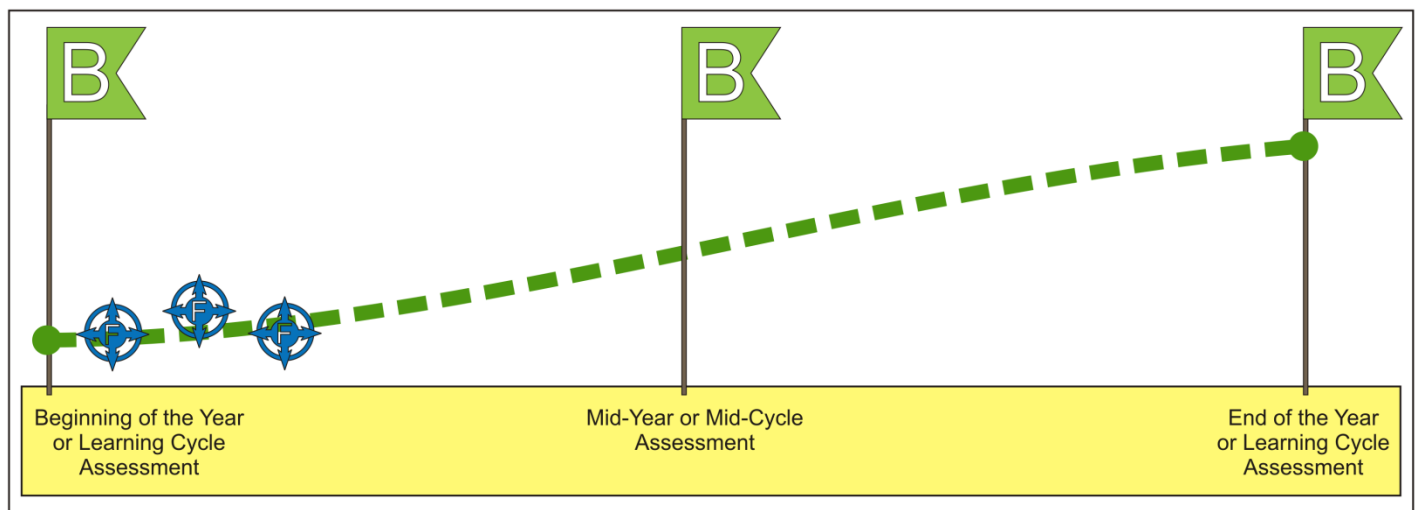 B
B
B
F
F
F
Beginning of the Year
or Learning Cycle
Assessment
Mid-Year or Mid-Cycle
Assessment
End of the Year
or Learning Cycle
Assessment